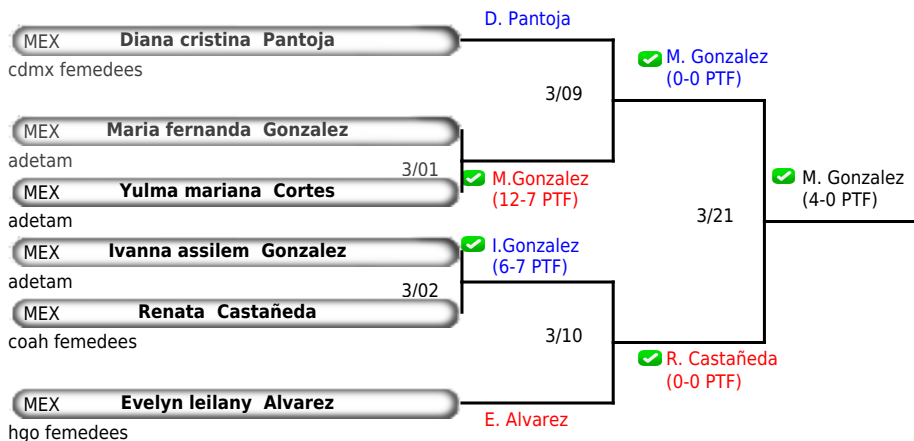 D. Pantoja
MEX Diana cristina Pantoja
cdmx femedees
M. Gonzalez
(0-0 PTF)
3/09
MEX Maria fernanda Gonzalez
adetam
3/01
M.Gonzalez
(12-7 PTF)
MEX Yulma mariana Cortes
adetam
M. Gonzalez
(4-0 PTF)
3/21
MEX Ivanna assilem Gonzalez
adetam
I.Gonzalez
(6-7 PTF)
3/02
MEX Renata Castañeda
coah femedees
3/10
R. Castañeda
(0-0 PTF)
MEX Evelyn leilany Alvarez
hgo femedees
E. Alvarez